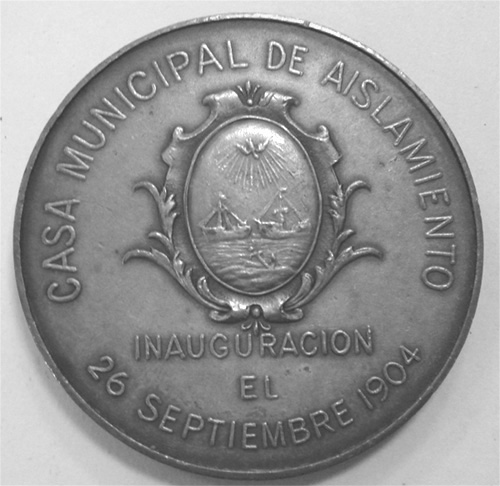 CASA MUNICIPAL DE AISLAMIENTO
INAUGURACION
EL
26 SEPTIEMBRE 1904